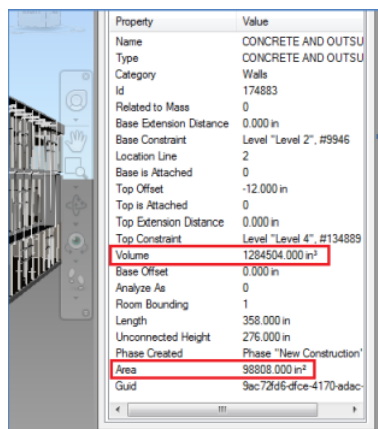 Property Value
Name CONCRETE AND OUTSU
Type CONCRETE AND OUTSU
Category Walls
Id 174883
Related to Mass 0
Base Extension Distance 0.000 in
Base Constraint Level "Level 2", #9946
Location Line 2
Base is Attached 0
Top Offset -12.000 in
Top is Attached 0
Top Extension Distance 0.000 in
Top Constraint Level "Level 4", #134889
Volume 1284504.000 in³
Base Offset 0.000 in
Analyze As 0
Room Bounding 1
Length 358.000 in
Unconnected Height 276.000 in
Phase Created Phase "New Construction"
Area 98808.000 in²
Guid 9ac72fd6-dfce-4170-adac-